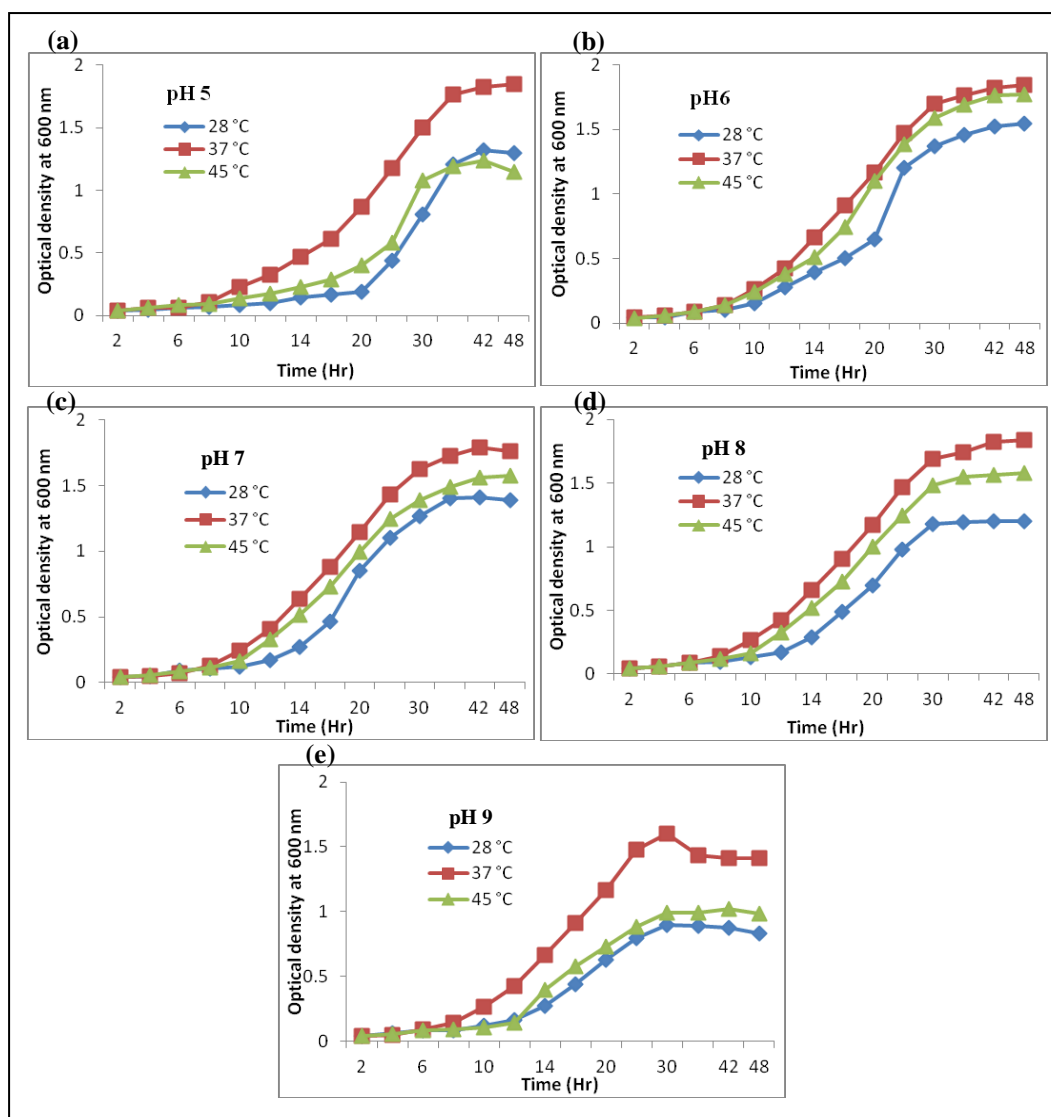 (a)
Optical density at 600 nm
2
1.5
1
0.5
0
pH 5
28 °C
37 °C
45 °C
2 6 10 14 20 30 42 48
Time (Hr)
(b)
Optical density at 600 nm
2
1.5
1
0.5
0
pH6
28 °C
37 °C
45 °C
2 6 10 14 20 30 42 48
Time (Hr)
(c)
Optical density at 600 nm
2
1.5
1
0.5
0
pH 7
28 °C
37 °C
45 °C
2 6 10 14 20 30 42 48
Time (Hr)
(d)
Optical density at 600 nm
2
1.5
1
0.5
0
pH 8
28 °C
37 °C
45 °C
2 6 10 14 20 30 42 48
Time (Hr)
(e)
Optical density at 600 nm
2
1.5
1
0.5
0
pH 9
28 °C
37 °C
45 °C
2 6 10 14 20 30 42 48
Time (Hr)